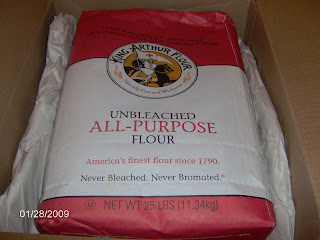 KING ARTHUR FLOUR
UNBLEACHED
ALL-PURPOSE
FLOUR
America's finest flour since 1790.
Never Bleached. Never Bromated.®
NET WT 25 LBS (11.34kg)
01/28/2009